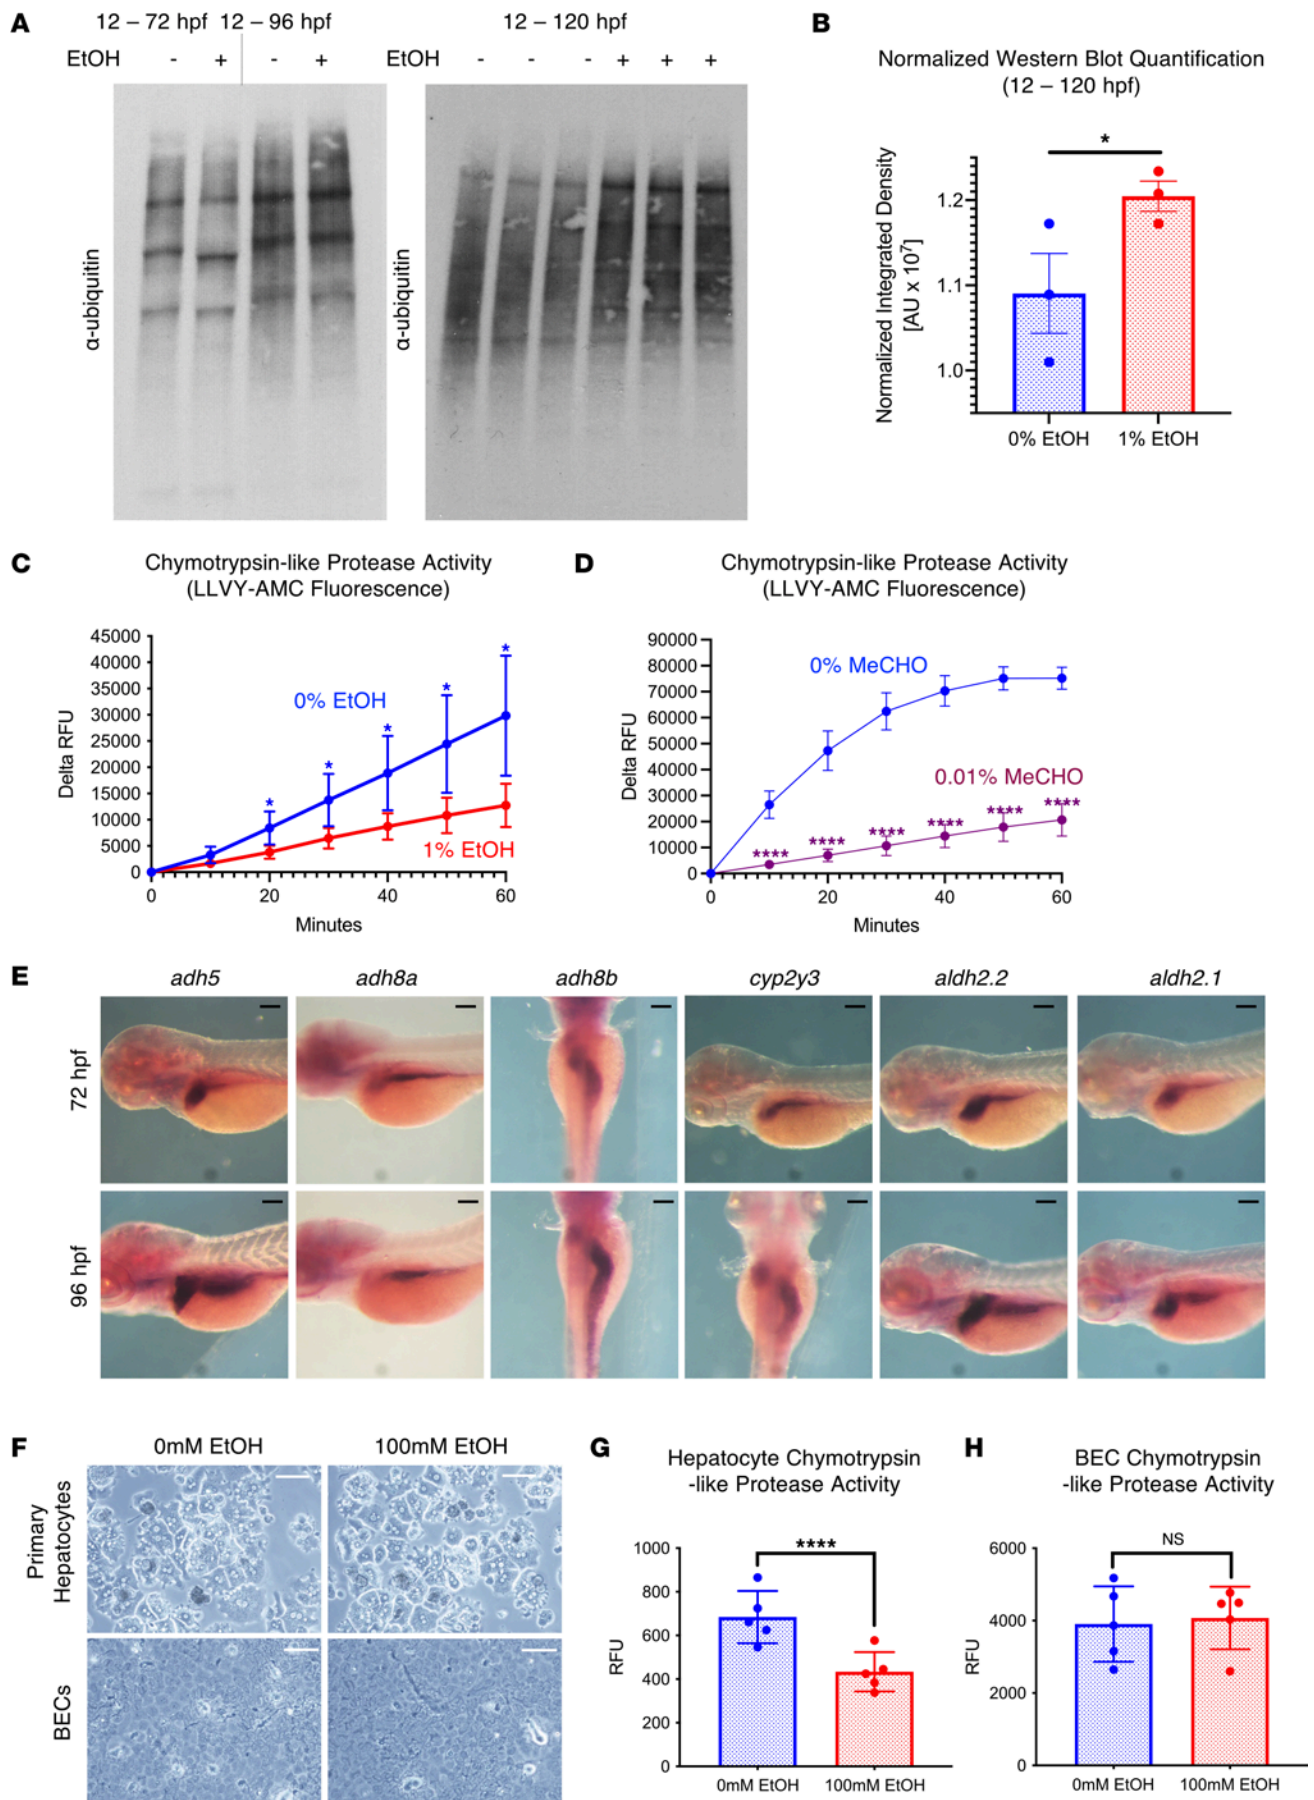 A
12 – 72 hpf 12 – 96 hpf
EtOH - + - +
α-ubiquitin
12 – 120 hpf
EtOH - - - + + +
α-ubiquitin
B
Normalized Western Blot Quantification
(12 – 120 hpf)
Normalized Integrated Density
[AU x 10⁷]
*
1.2
1.1
1.0
0% EtOH 1% EtOH
C
Chymotrypsin-like Protease Activity
(LLVY-AMC Fluorescence)
Delta RFU
45000
40000
35000
30000
25000
20000
15000
10000
5000
0
0% EtOH
1% EtOH
* * * * *
0 20 40 60
Minutes
D
Chymotrypsin-like Protease Activity
(LLVY-AMC Fluorescence)
Delta RFU
90000
80000
70000
60000
50000
40000
30000
20000
10000
0
0% MeCHO
0.01% MeCHO
**** **** **** **** **** ****
0 20 40 60
Minutes
E
adh5 adh8a adh8b cyp2y3 aldh2.2 aldh2.1
72 hpf
96 hpf
F
0mM EtOH 100mM EtOH
Primary
Hepatocytes
BECs
G
Hepatocyte Chymotrypsin
-like Protease Activity
****
RFU
1000
800
600
400
200
0
0mM EtOH 100mM EtOH
H
BEC Chymotrypsin
-like Protease Activity
NS
RFU
6000
4000
2000
0
0mM EtOH 100mM EtOH